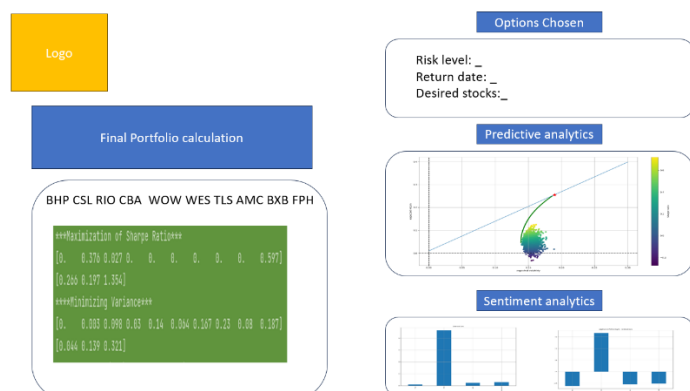 Logo
Final Portfolio calculation
BHP CSL RIO CBA WOW WES TLS AMC BXB FPH
***Maximization of Sharpe Ratio***
[0. 0.376 0.027 0. 0. 0. 0. 0. 0. 0.597]
[0.266 0.197 1.354]
****Minimizing Variance***
[0. 0.003 0.098 0.03 0.14 0.064 0.167 0.23 0.08 0.187]
[0.044 0.139 0.321]
Options Chosen
Risk level: _
Return date: _
Desired stocks:_
Predictive analytics
Sentiment analytics